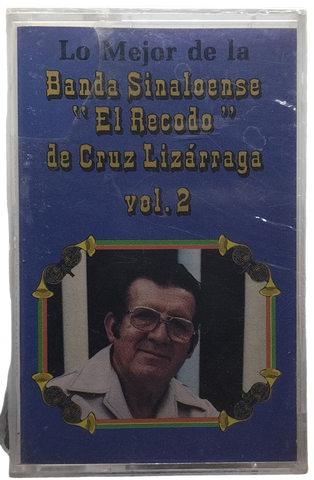 Lo Mejor de la
Banda Sinaloense
"El Recodo"
de Cruz Lizárraga
vol. 2